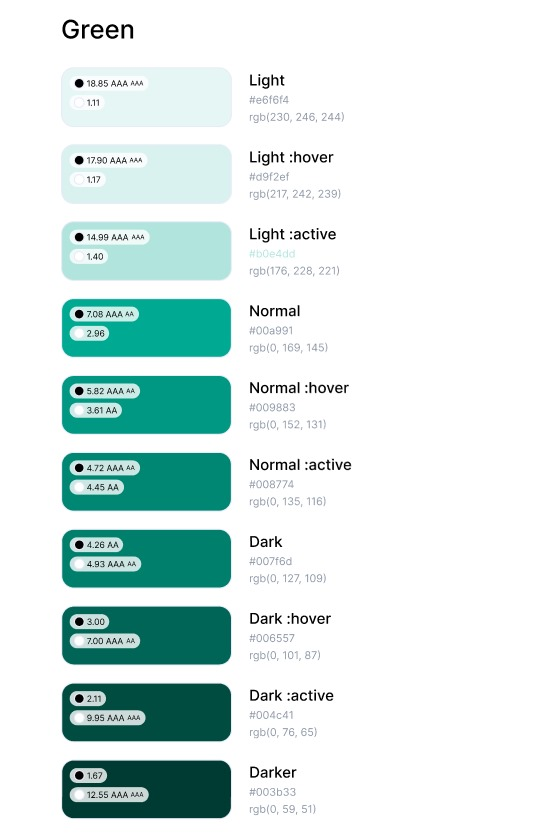 Green
18.85 AAA AAA
1.11
Light
#e6f6f4
rgb(230, 246, 244)
17.90 AAA AAA
1.17
Light :hover
#d9f2ef
rgb(217, 242, 239)
14.99 AAA AAA
1.40
Light :active
#b0e4dd
rgb(176, 228, 221)
7.08 AAA AA
2.96
Normal
#00a991
rgb(0, 169, 145)
5.82 AAA AA
3.61 AA
Normal :hover
#009883
rgb(0, 152, 131)
4.72 AAA AA
4.45 AA
Normal :active
#008774
rgb(0, 135, 116)
4.26 AA
4.93 AAA AA
Dark
#007f6d
rgb(0, 127, 109)
3.00
7.00 AAA AA
Dark :hover
#006557
rgb(0, 101, 87)
2.11
9.95 AAA AAA
Dark :active
#004c41
rgb(0, 76, 65)
1.67
12.55 AAA AAA
Darker
#003b33
rgb(0, 59, 51)